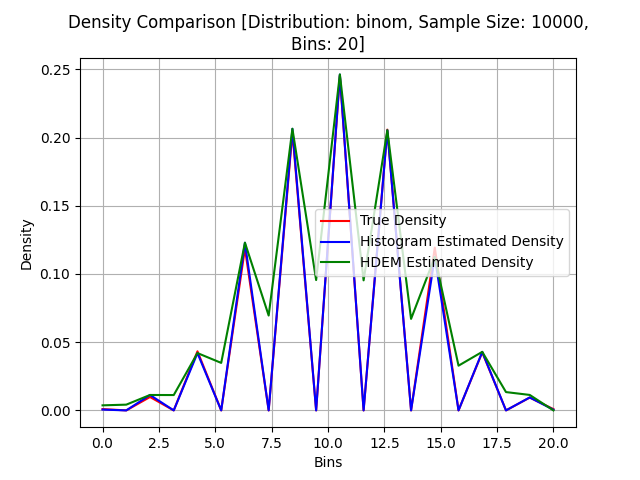 Density Comparison [Distribution: binom, Sample Size: 10000,
Bins: 20]
Density
0.25
0.20
0.15
0.10
0.05
0.00
True Density
Histogram Estimated Density
HDEM Estimated Density
0.0 2.5 5.0 7.5 10.0 12.5 15.0 17.5 20.0
Bins